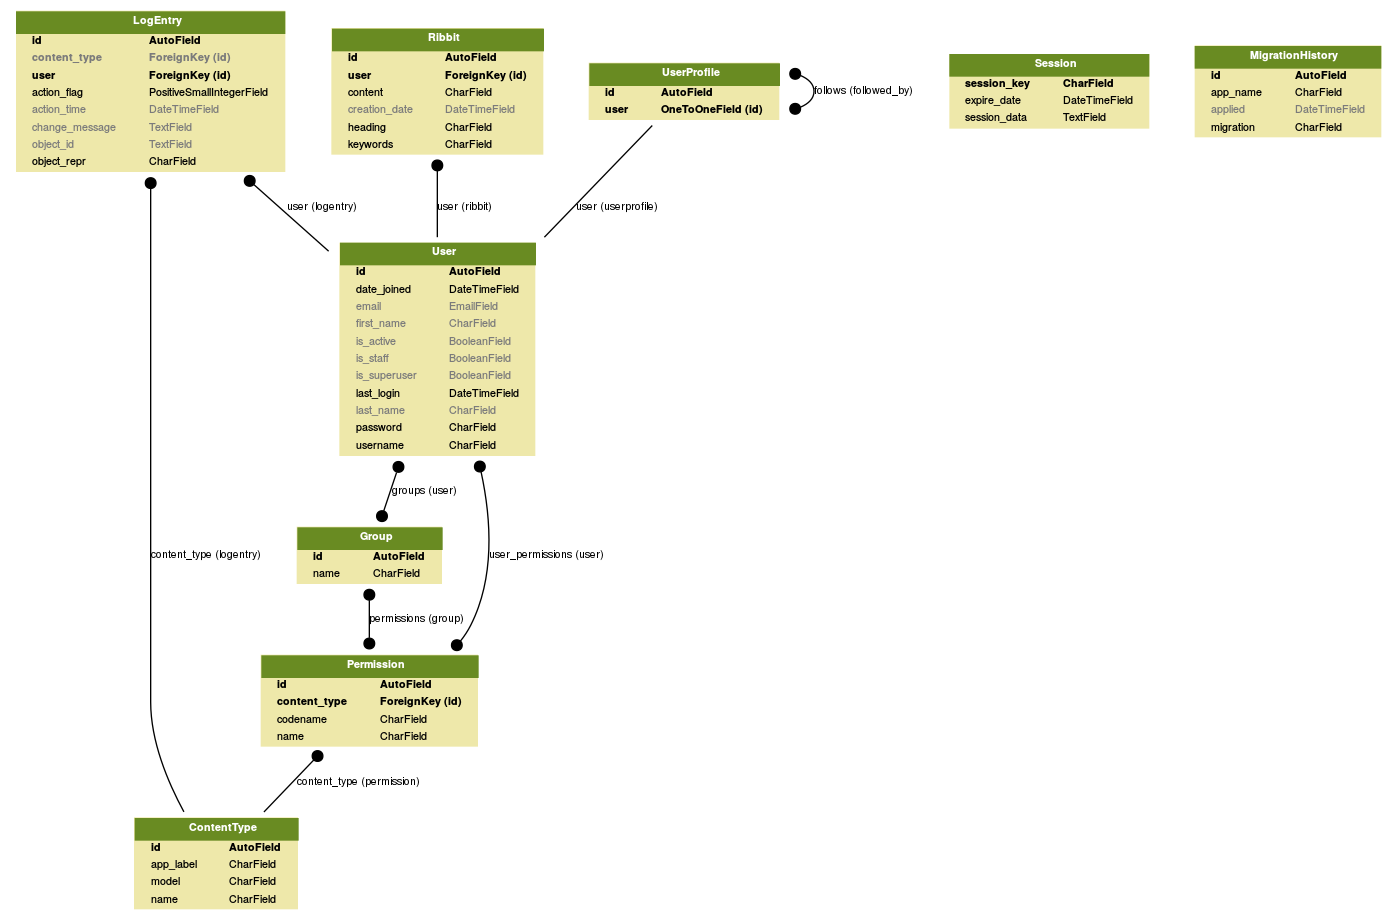 LogEntry
id AutoField
content_type ForeignKey (id)
user ForeignKey (id)
action_flag PositiveSmallIntegerField
action_time DateTimeField
change_message TextField
object_id TextField
object_repr CharField
Ribbit
id AutoField
user ForeignKey (id)
content CharField
creation_date DateTimeField
heading CharField
keywords CharField
UserProfile
id AutoField
user OneToOneField (id)
follows (followed_by)
Session
session_key CharField
expire_date DateTimeField
session_data TextField
MigrationHistory
id AutoField
app_name CharField
applied DateTimeField
migration CharField
user (logentry)
user (ribbit)
user (userprofile)
User
id AutoField
date_joined DateTimeField
email EmailField
first_name CharField
is_active BooleanField
is_staff BooleanField
is_superuser BooleanField
last_login DateTimeField
last_name CharField
password CharField
username CharField
groups (user)
Group
id AutoField
name CharField
content_type (logentry)
user_permissions (user)
permissions (group)
Permission
id AutoField
content_type ForeignKey (id)
codename CharField
name CharField
content_type (permission)
ContentType
id AutoField
app_label CharField
model CharField
name CharField